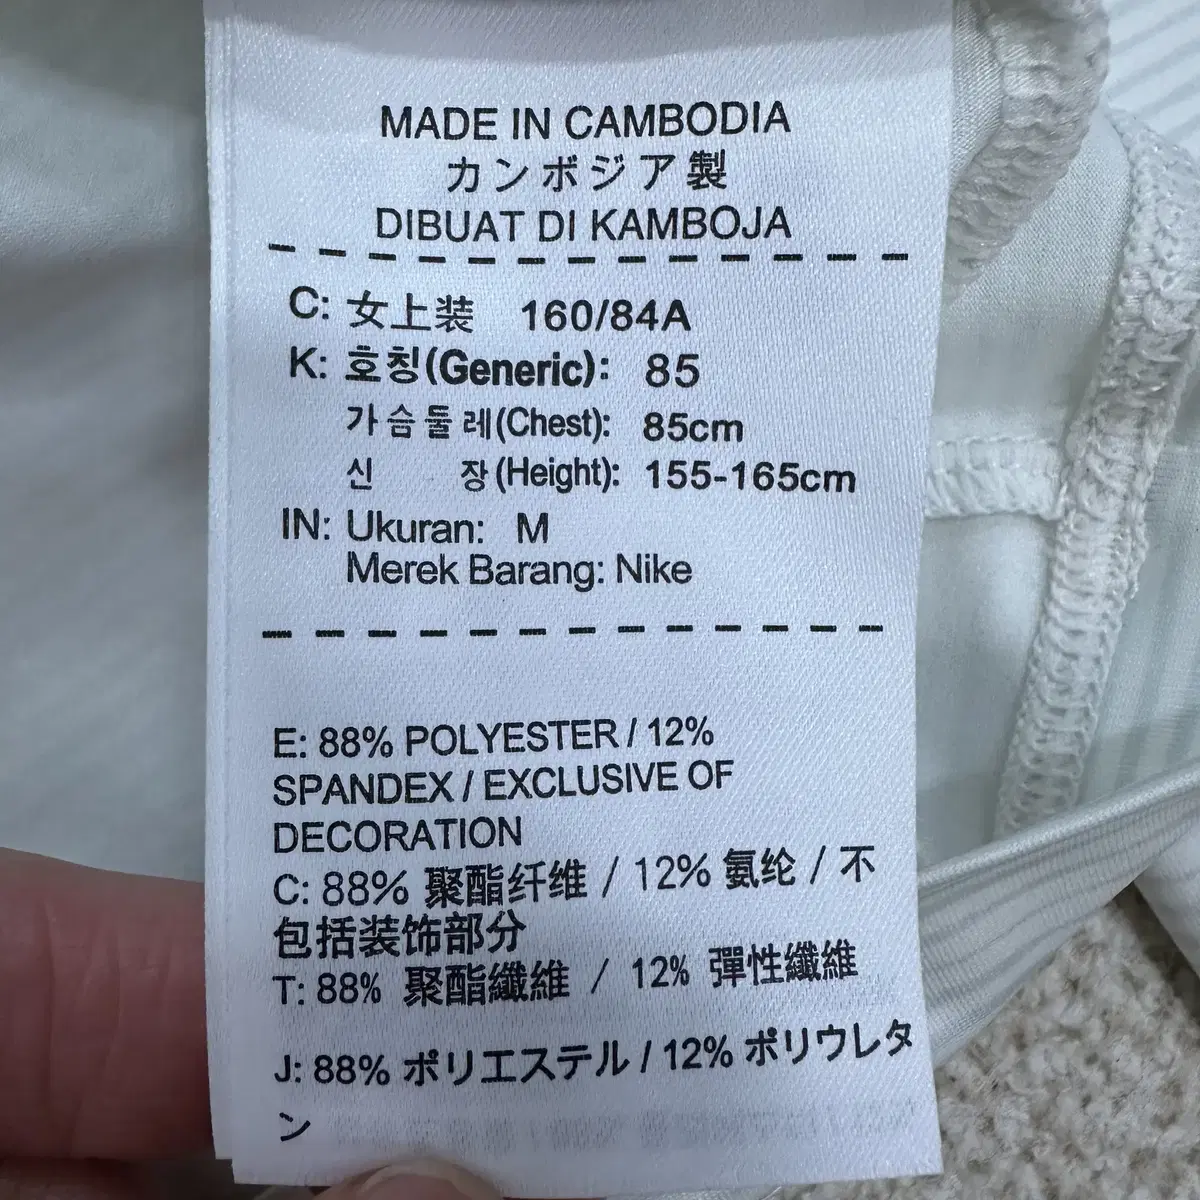 MADE IN CAMBODIA
カンボジア製
DIBUAT DI KAMBOJA
C: 女上装 160/84A
K: 호칭(Generic): 85
가슴둘레(Chest): 85cm
신 장(Height): 155-165cm
IN: Ukuran: M
Merek Barang: Nike
E: 88% POLYESTER / 12%
SPANDEX / EXCLUSIVE OF
DECORATION
C: 88% 聚酯纤维 / 12% 氨纶 / 不
包括装饰部分
T: 88% 聚酯纖維 / 12% 彈性纖維
J: 88% ポリエステル / 12% ポリウレタ
ン